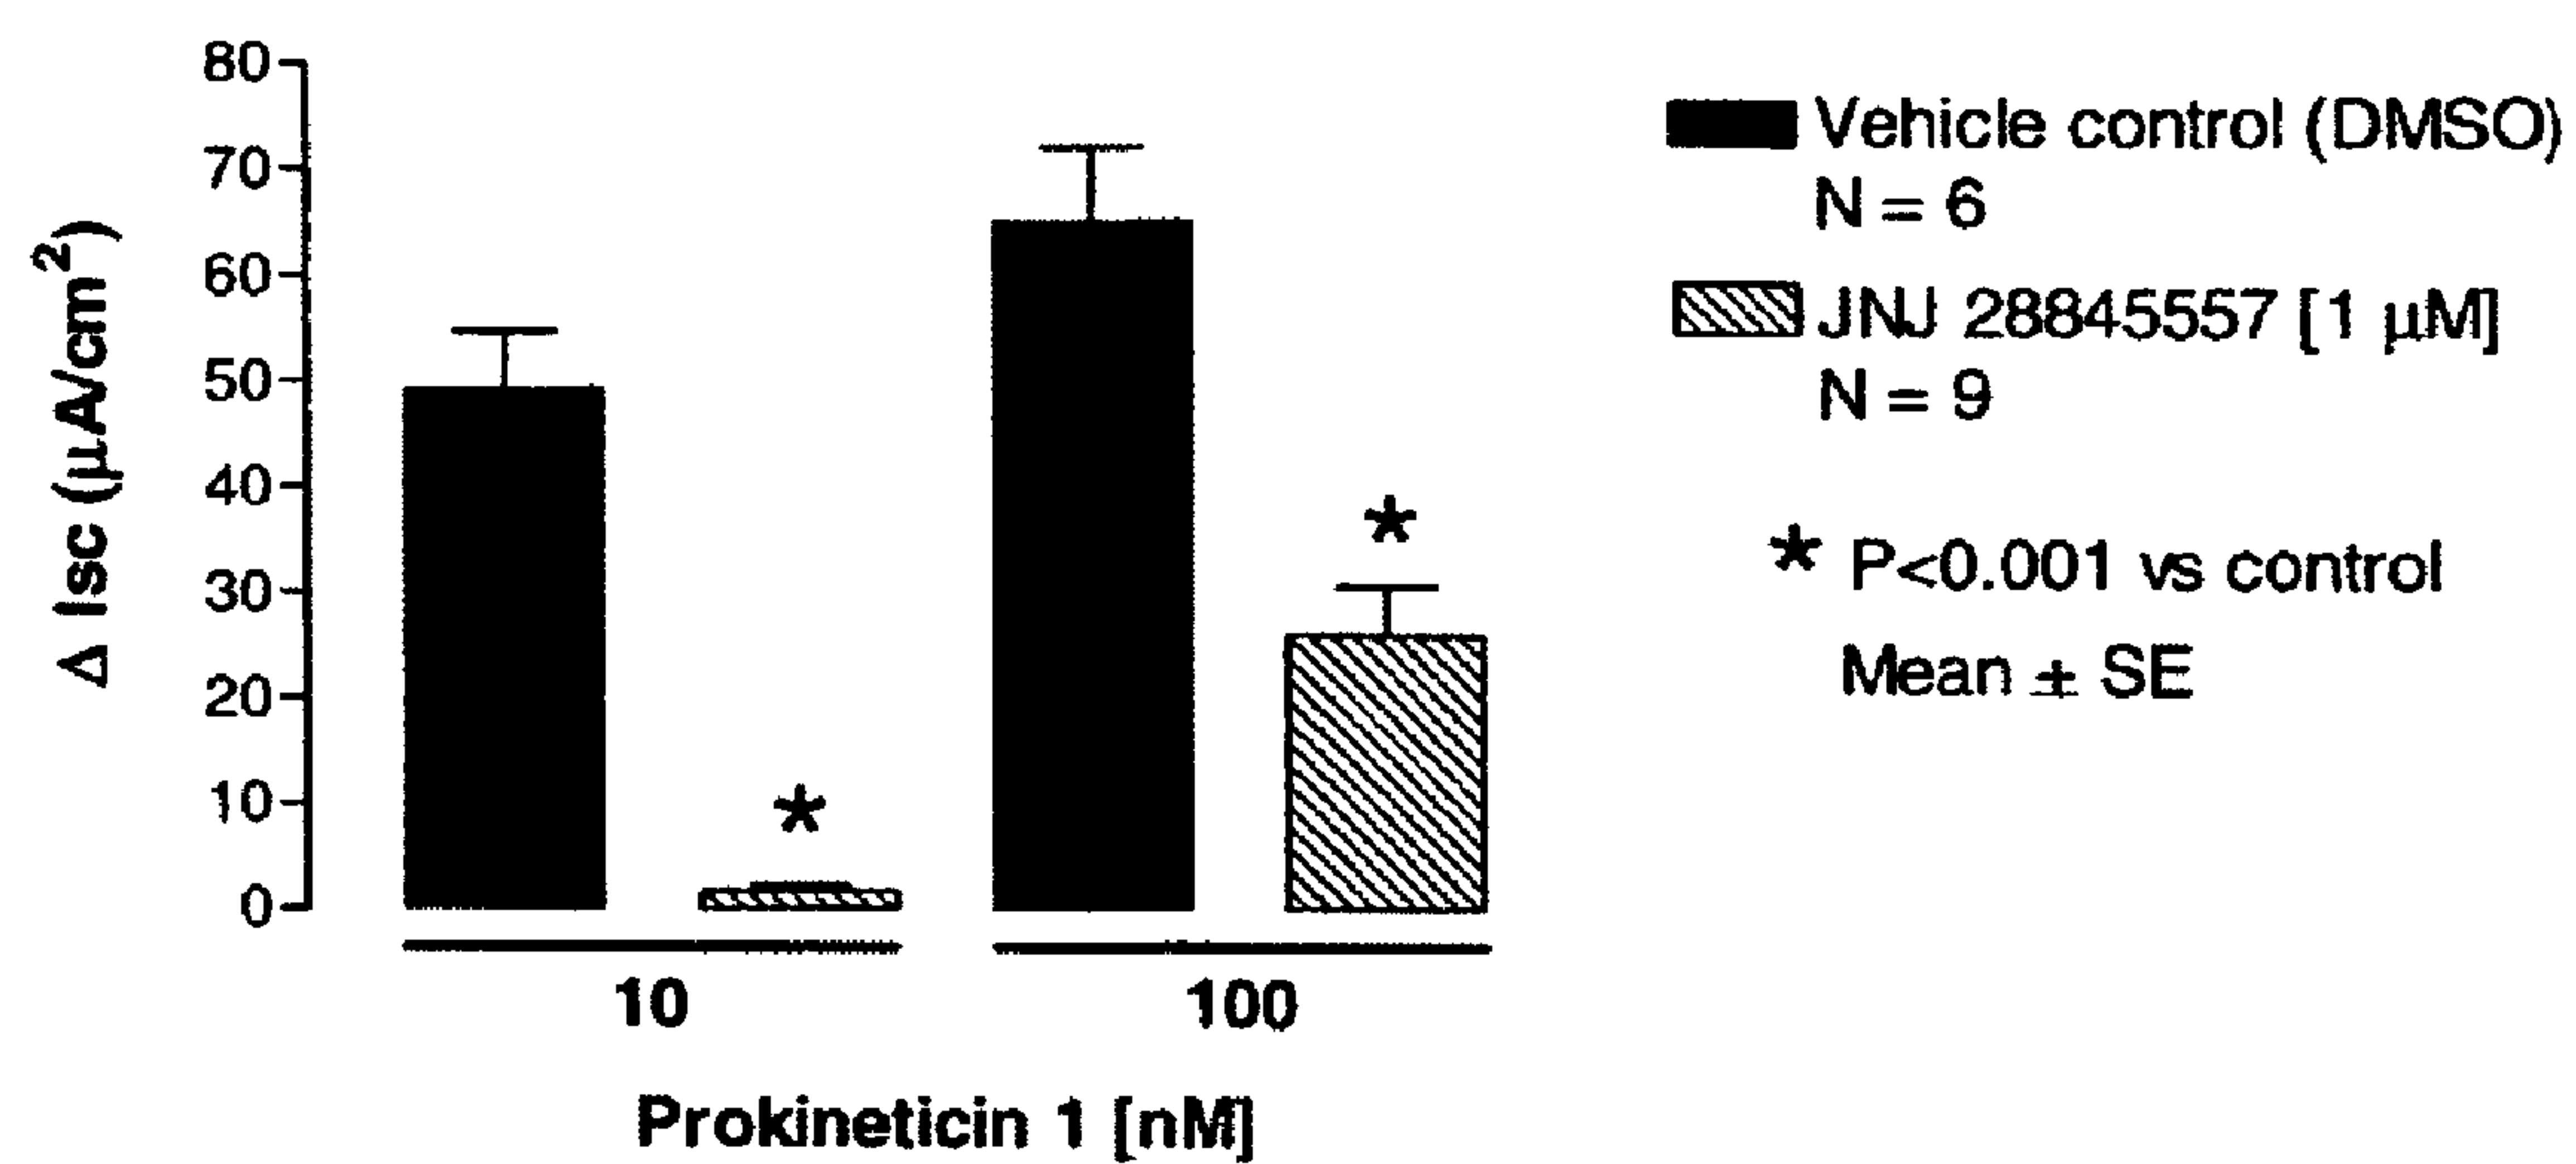 Δ Isc (μA/cm²)
80
70
60
50
40
30
20
10
0
*
*
10
100
Prokineticin 1 [nM]
Vehicle control (DMSO)
N = 6
JNJ 28845557 [1 μM]
N = 9
* P<0.001 vs control
Mean ± SE